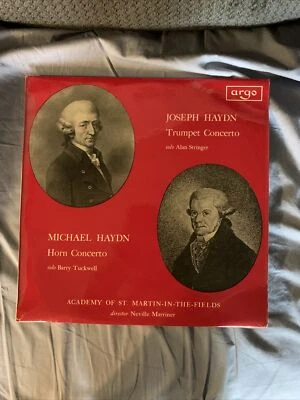 argo
JOSEPH HAYDN
Trumpet Concerto
solo Alan Stringer
MICHAEL HAYDN
Horn Concerto
solo Barry Tuckwell
ACADEMY OF ST. MARTIN-IN-THE-FIELDS
director Neville Marriner